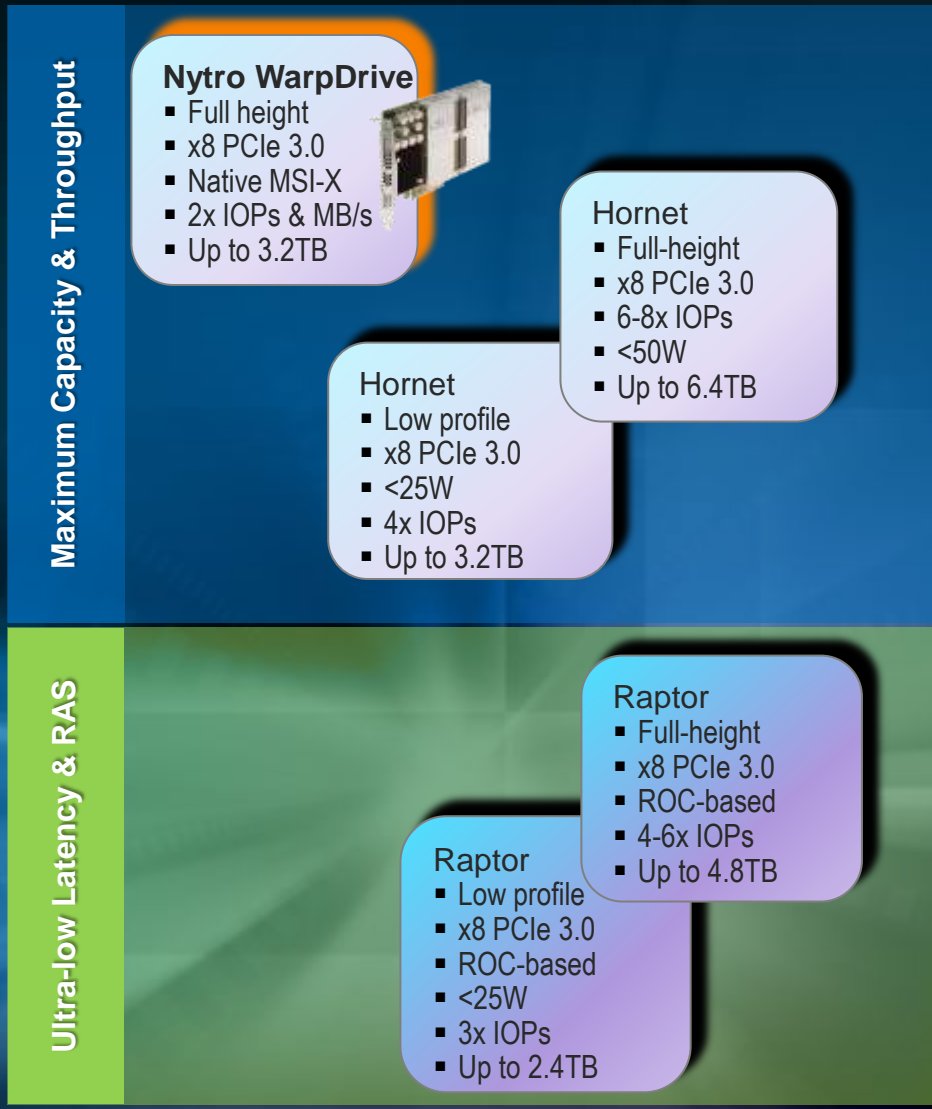 Maximum Capacity & Throughput
Nytro WarpDrive
▪ Full height
▪ x8 PCIe 3.0
▪ Native MSI-X
▪ 2x IOPs & MB/s
▪ Up to 3.2TB
Hornet
▪ Full-height
▪ x8 PCIe 3.0
▪ 6-8x IOPs
▪ <50W
▪ Up to 6.4TB
Hornet
▪ Low profile
▪ x8 PCIe 3.0
▪ <25W
▪ 4x IOPs
▪ Up to 3.2TB
Ultra-low Latency & RAS
Raptor
▪ Full-height
▪ x8 PCIe 3.0
▪ ROC-based
▪ 4-6x IOPs
▪ Up to 4.8TB
Raptor
▪ Low profile
▪ x8 PCIe 3.0
▪ ROC-based
▪ <25W
▪ 3x IOPs
▪ Up to 2.4TB